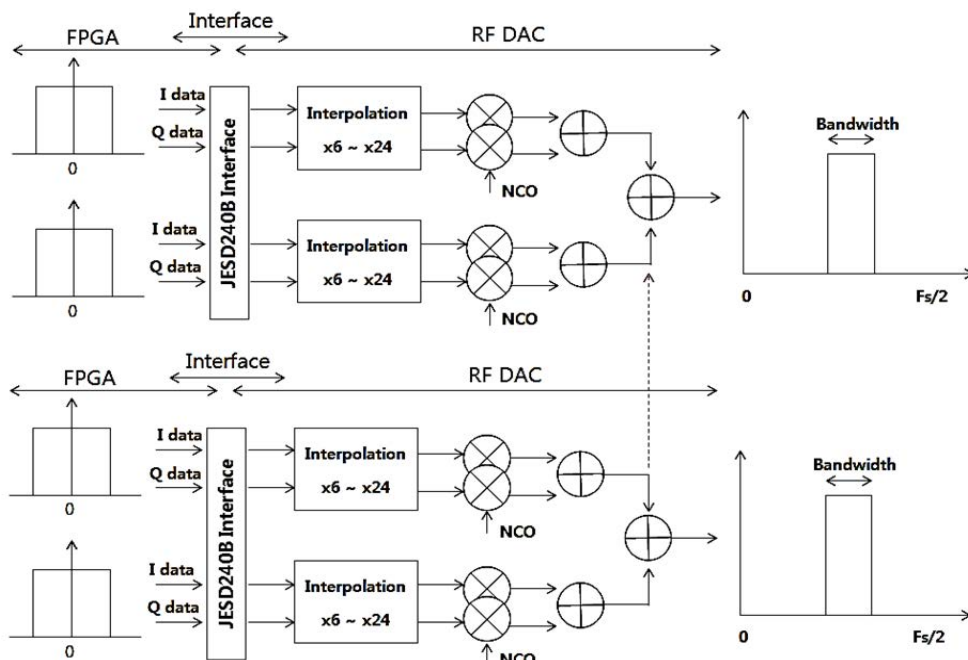 Interface
FPGA
RF DAC
I data
Q data
0
JESD240B Interface
Interpolation
x6 ~ x24
NCO
I data
Q data
0
Interpolation
x6 ~ x24
NCO
Bandwidth
0
Fs/2
Interface
FPGA
RF DAC
I data
Q data
0
JESD240B Interface
Interpolation
x6 ~ x24
NCO
I data
Q data
0
Interpolation
x6 ~ x24
NCO
Bandwidth
0
Fs/2